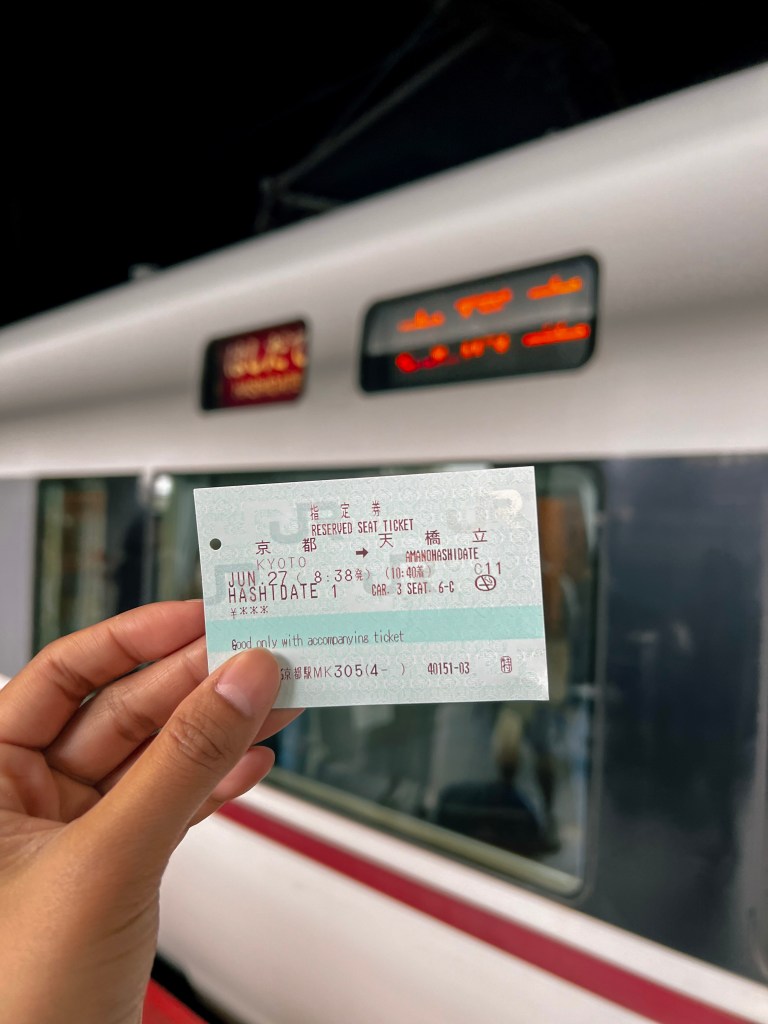 指定券
RESERVED SEAT TICKET
京都 ➡ 天橋立
KYOTO AMANOHASHIDATE
JUN.27 ( 8:38発) (10:40着) C11
HASHIDATE 1 CAR. 3 SEAT. 6-C
¥***
Good only with accompanying ticket
京都駅MK305(4- ) 40151-03